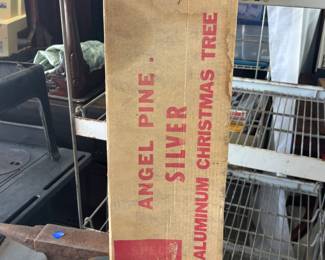 ANGEL PINE.
SILVER
ALUMINUM CHRISTMAS TREE